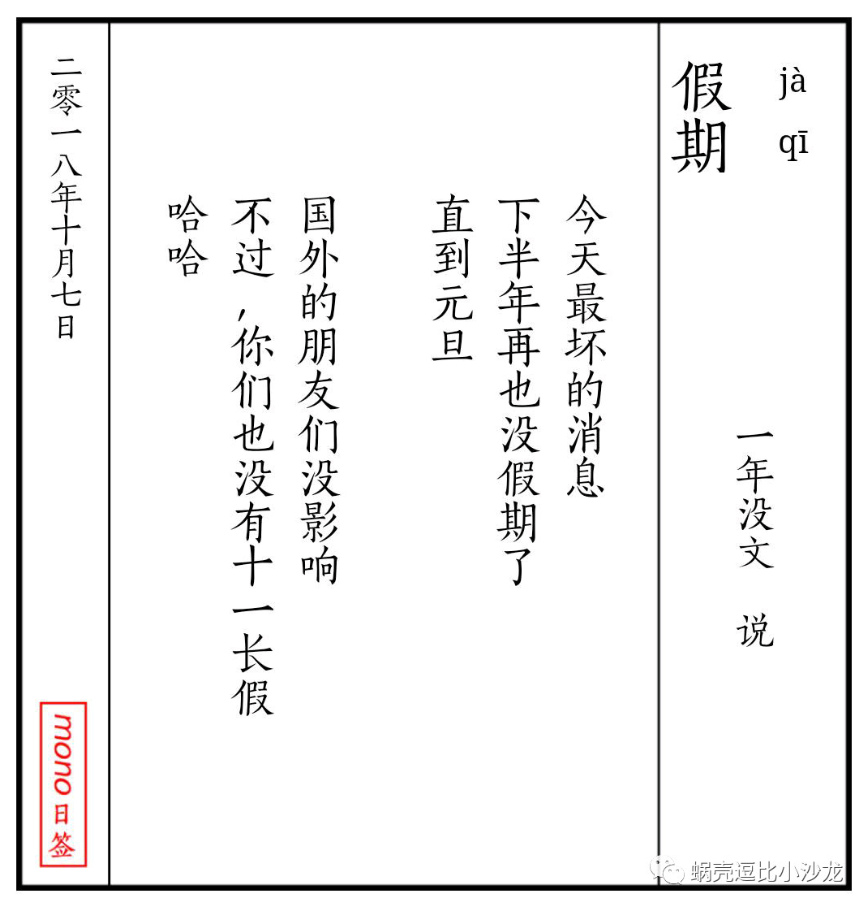 假期
jà
qī
一年没文 说
今天最坏的消息
下半年再也没假期了
直到元旦
国外的朋友们没影响
不过,你们也没有十一长假
哈哈
二零一八年十月七日
mono日签
蜗壳逗比小沙龙